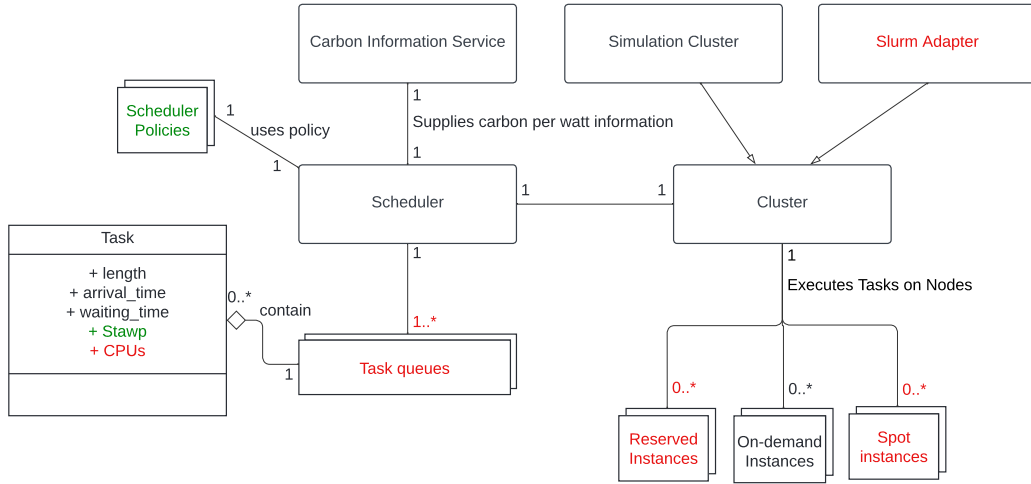 Carbon Information Service
Simulation Cluster
Slurm Adapter
Scheduler
Policies
1
uses policy
1
1
Supplies carbon per watt information
1
Scheduler
1
1
Cluster
Task
+ length
+ arrival_time
+ waiting_time
+ Stawp
+ CPUs
0..*
contain
1
1
1..*
Task queues
1
Executes Tasks on Nodes
0..*
0..*
0..*
Reserved
Instances
On-demand
Instances
Spot
instances